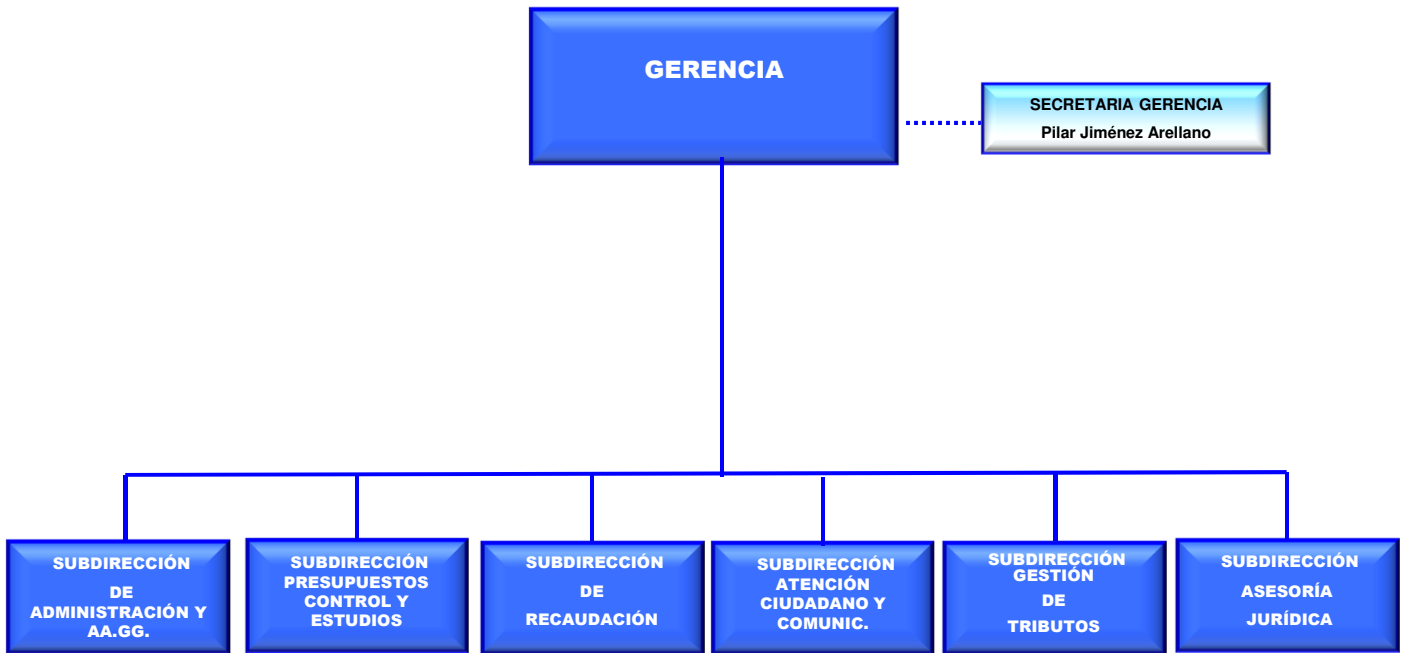 GERENCIA
SECRETARIA GERENCIA
Pilar Jiménez Arellano
SUBDIRECCIÓN
DE
ADMINISTRACIÓN Y
AA.GG.
SUBDIRECCIÓN
PRESUPUESTOS
CONTROL Y
ESTUDIOS
SUBDIRECCIÓN
DE
RECAUDACIÓN
SUBDIRECCIÓN
ATENCIÓN
CIUDADANO Y
COMUNIC.
SUBDIRECCIÓN
GESTIÓN
DE
TRIBUTOS
SUBDIRECCIÓN
ASESORÍA
JURÍDICA